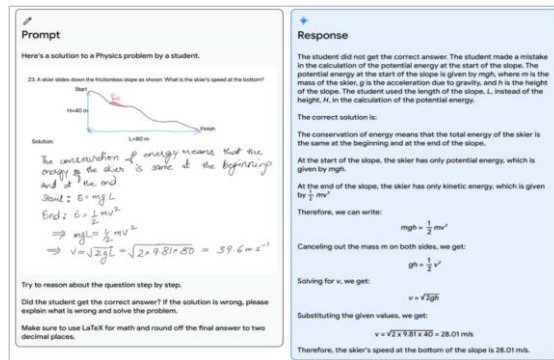 Prompt
Here's a solution to a Physics problem by a student.
23. A skier slides down the frictionless slope as shown. What is the skier's speed at the bottom?
Start
H=40 m
Finish
L=80 m
Solution:
The conservation of energy means that the
energy of the skier is same at the beginning
and at the end
Start: E = mgL
End: E = 1/2 mv²
⇒ mgL = 1/2 mv²
⇒ v = √2gL = √2×9.81×80 = 39.6 ms⁻¹
Try to reason about the question step by step.
Did the student get the correct answer? If the solution is wrong, please
explain what is wrong and solve the problem.
Make sure to use LaTeX for math and round off the final answer to two
decimal places.
Response
The student did not get the correct answer. The student made a mistake
in the calculation of the potential energy at the start of the slope. The
potential energy at the start of the slope is given by mgh, where m is the
mass of the skier, g is the acceleration due to gravity, and h is the height
of the slope. The student used the length of the slope, L, instead of the
height, H, in the calculation of the potential energy.
The correct solution is:
The conservation of energy means that the total energy of the skier is
the same at the beginning and at the end of the slope.
At the start of the slope, the skier has only potential energy, which is
given by mgh.
At the end of the slope, the skier has only kinetic energy, which is given
by 1/2 mv²
Therefore, we can write:
mgh = 1/2 mv²
Canceling out the mass m on both sides, we get:
gh = 1/2 v²
Solving for v, we get:
v = √2gh
Substituting the given values, we get:
v = √2 x 9.81 x 40 = 28.01 m/s
Therefore, the skier's speed at the bottom of the slope is 28.01 m/s.